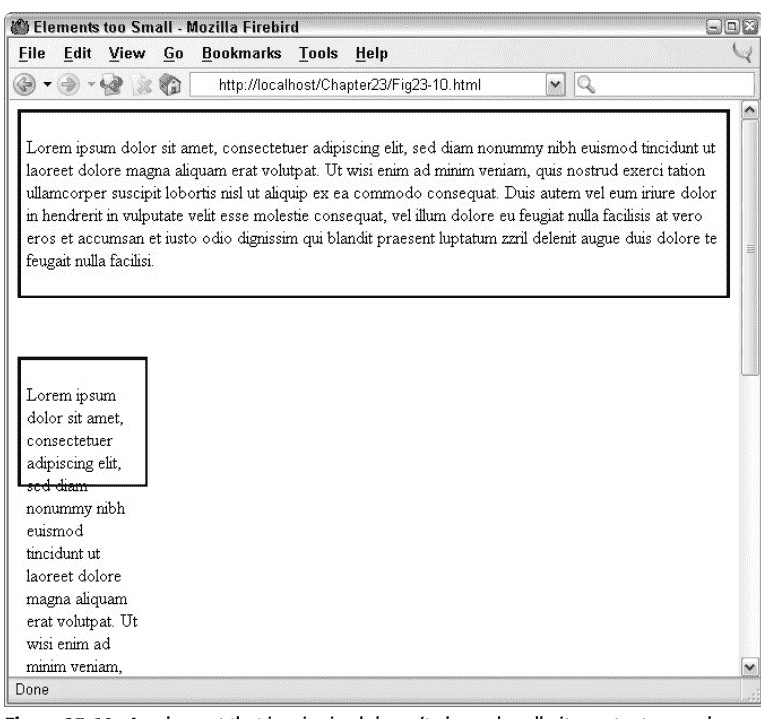 Elements too Small - Mozilla Firebird
File Edit View Go Bookmarks Tools Help
http://localhost/Chapter23/Fig23-10.html
Lorem ipsum dolor sit amet, consectetuer adipiscing elit, sed diam nonummy nibh euismod tincidunt ut
laoreet dolore magna aliquam erat volutpat. Ut wisi enim ad minim veniam, quis nostrud exerci tation
ullamcorper suscipit lobortis nisl ut aliquip ex ea commodo consequat. Duis autem vel eum iriure dolor
in hendrerit in vulputate velit esse molestie consequat, vel illum dolore eu feugiat nulla facilisis at vero
eros et accumsan et iusto odio dignissim qui blandit praesent luptatum zzril delenit augue duis dolore te
feugait nulla facilisi.
Lorem ipsum
dolor sit amet,
consectetuer
adipiscing elit,
sed diam
nonummy nibh
euismod
tincidunt ut
laoreet dolore
magna aliquam
erat volutpat. Ut
wisi enim ad
minim veniam,
Done